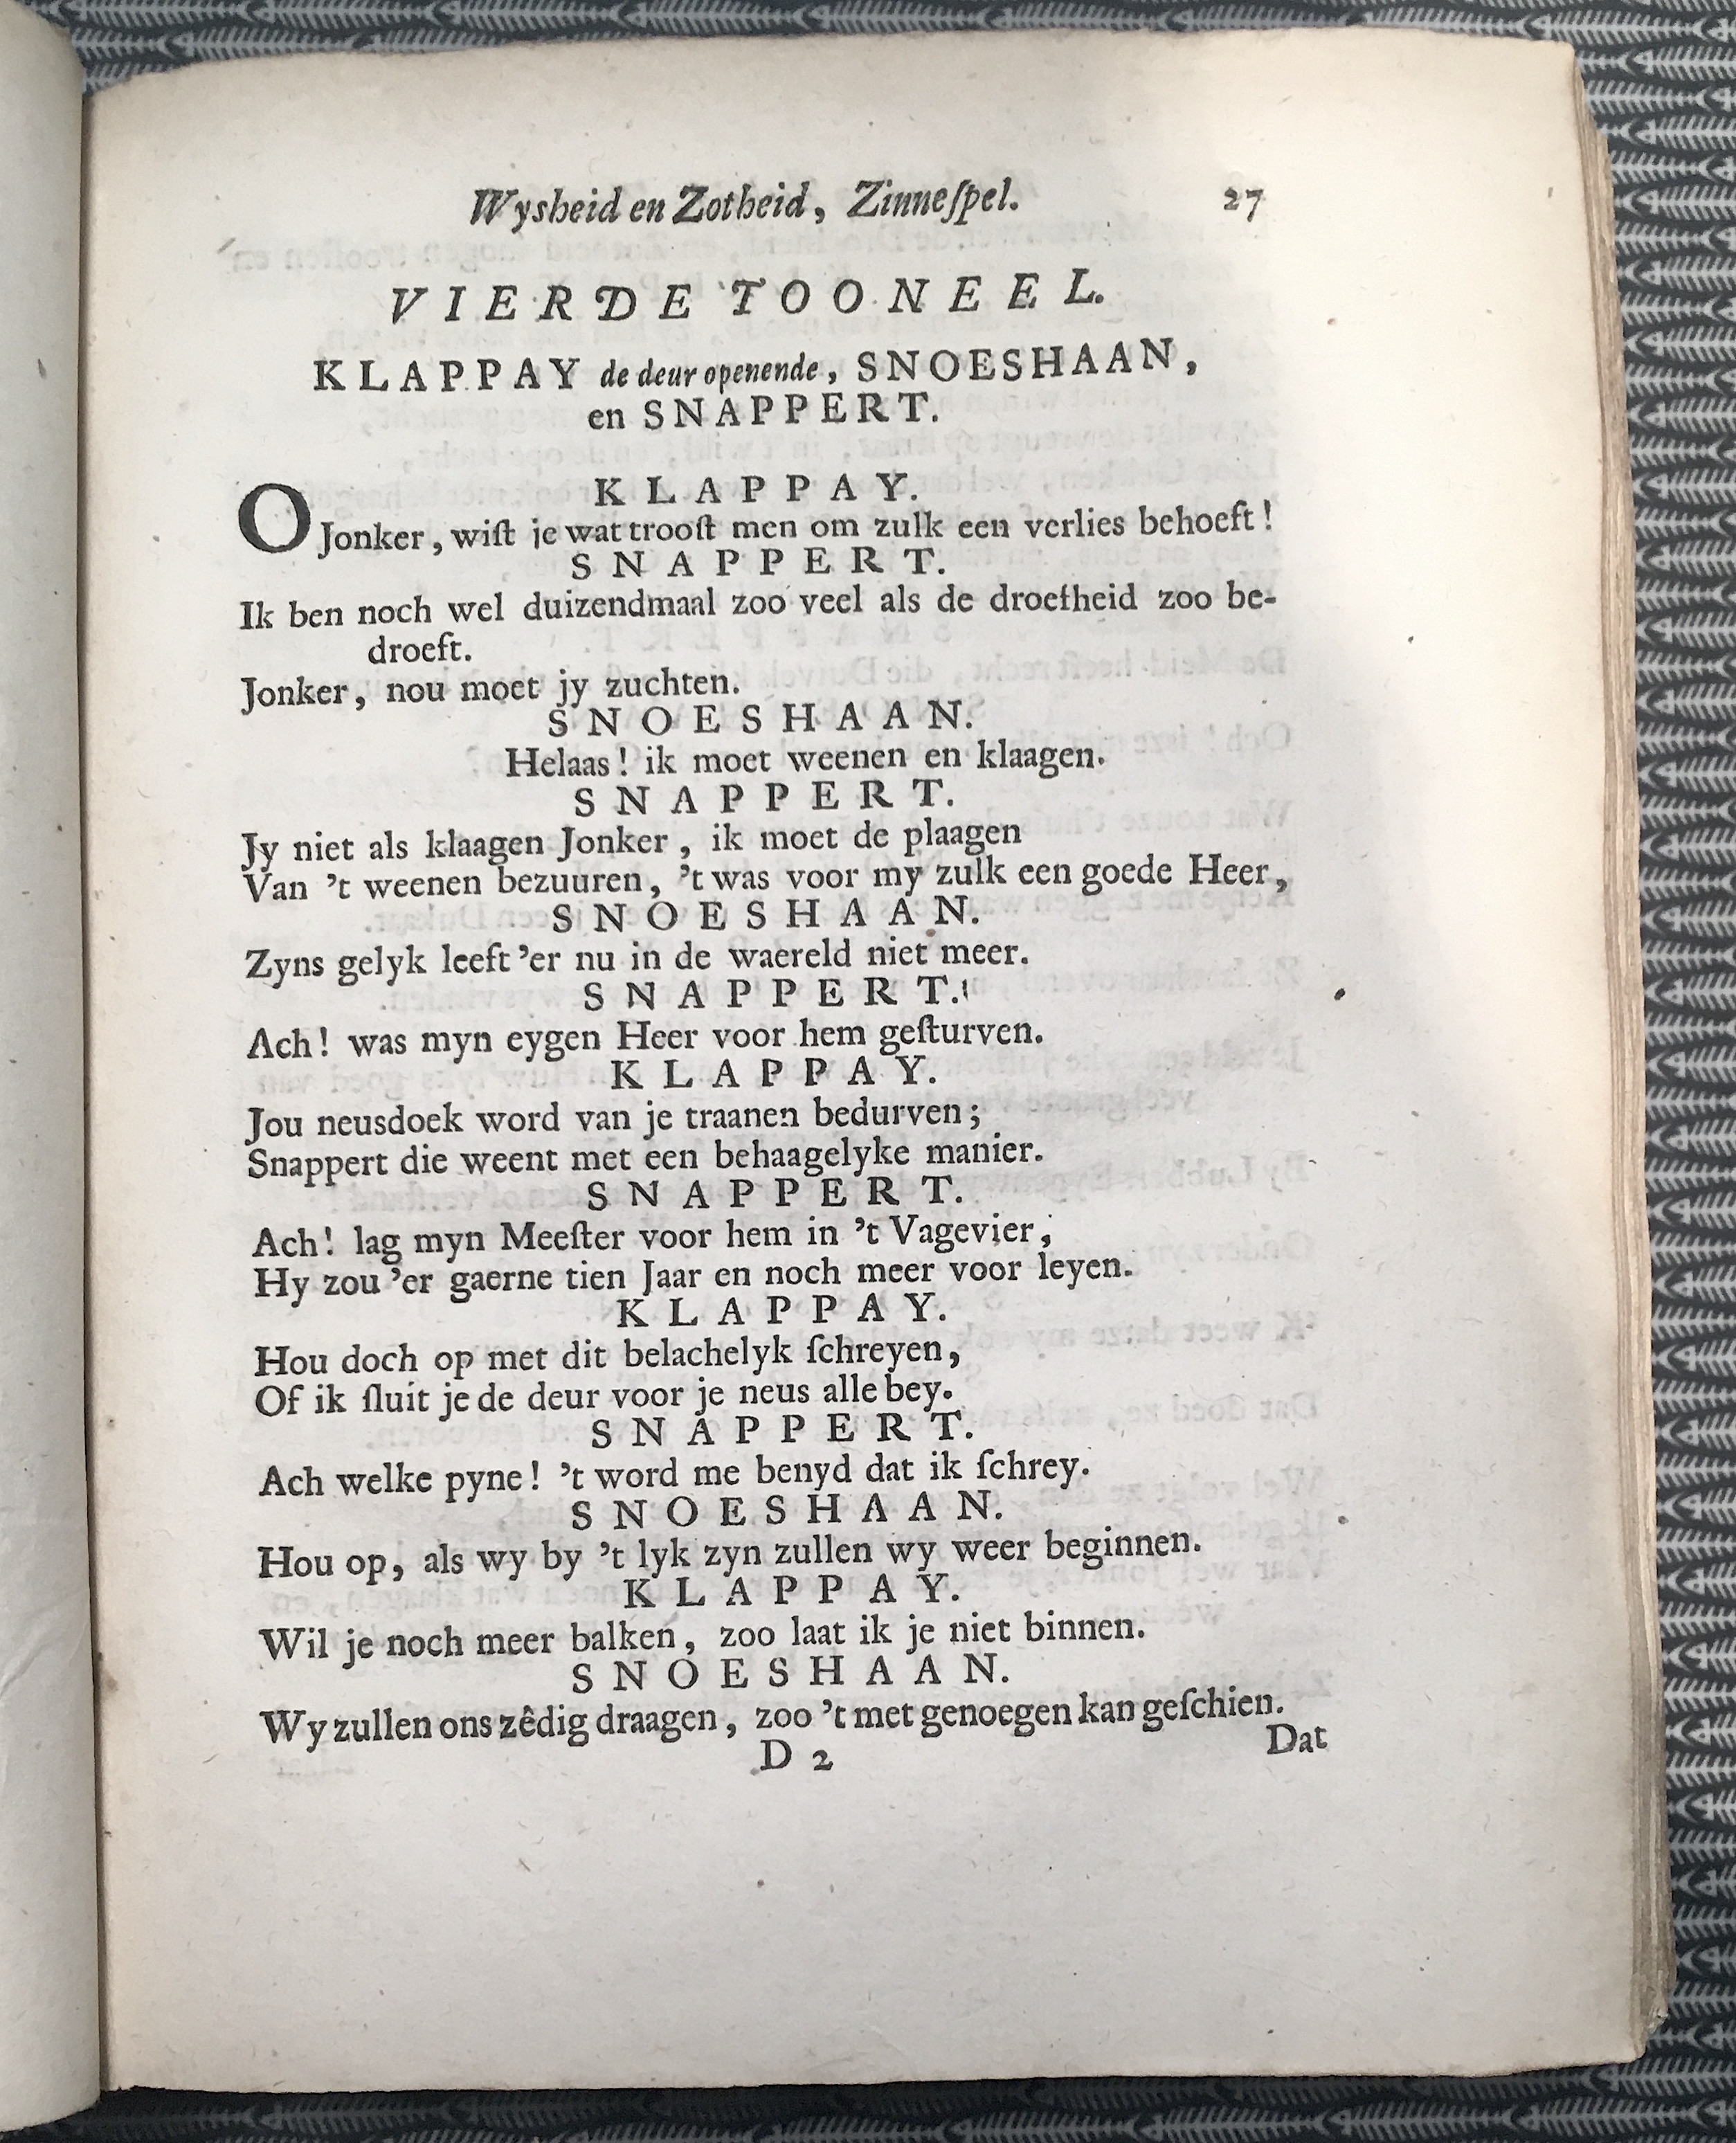 Wysheid en Zotheid, Zinneſpel. 27
VIERDE TOONEEL.
KLAPPAY de deur openende, SNOESHAAN,
en SNAPPERT.
KLAPPAY.
O Jonker, wiſt je wat trooſt men om zulk een verlies behoeft!
SNAPPERT.
Ik ben noch wel duizendmaal zoo veel als de droefheid zoo be-
droeft.
Jonker, nou moet jy zuchten.
SNOESHAAN.
Helaas! ik moet weenen en klaagen.
SNAPPERT.
Jy niet als klaagen Jonker, ik moet de plaagen
Van 't weenen bezuuren, 't was voor my zulk een goede Heer,
SNOESHAAN.
Zyns gelyk leeft 'er nu in de waereld niet meer.
SNAPPERT.
Ach! was myn eygen Heer voor hem geſturven.
KLAPPAY.
Jou neusdoek word van je traanen bedurven;
Snappert die weent met een behaagelyke manier.
SNAPPERT.
Ach! lag myn Meeſter voor hem in 't Vagevier,
Hy zou 'er gaerne tien Jaar en noch meer voor leyen.
KLAPPAY.
Hou doch op met dit belachelyk ſchreyen,
Of ik ſluit je de deur voor je neus alle bey.
SNAPPERT.
Ach welke pyne! 't word me benyd dat ik ſchrey.
SNOESHAAN.
Hou op, als wy by 't lyk zyn zullen wy weer beginnen.
KLAPPAY.
Wil je noch meer balken, zoo laat ik je niet binnen.
SNOESHAAN.
Wy zullen ons zêdig draagen, zoo 't met genoegen kan geſchien.
D 2 Dat